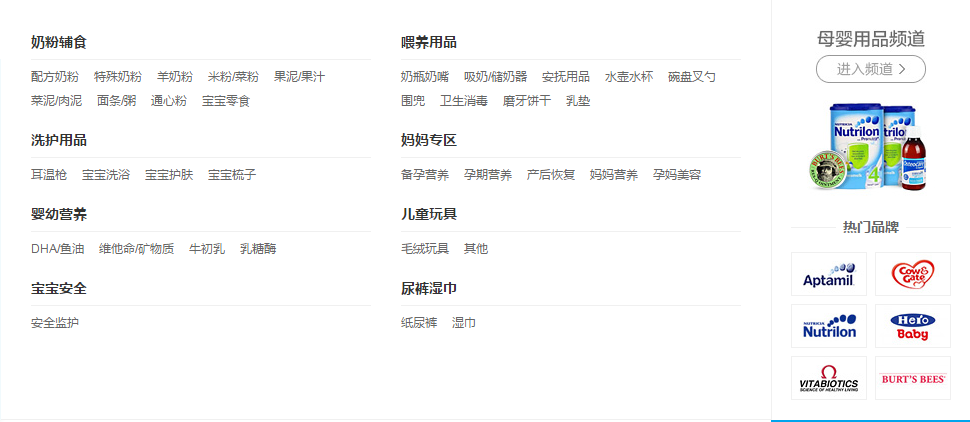 奶粉辅食
配方奶粉 特殊奶粉 羊奶粉 米粉/菜粉 果泥/果汁
菜泥/肉泥 面条/粥 通心粉 宝宝零食
洗护用品
耳温枪 宝宝洗浴 宝宝护肤 宝宝梳子
婴幼营养
DHA/鱼油 维他命/矿物质 牛初乳 乳糖酶
宝宝安全
安全监护
喂养用品
奶瓶奶嘴 吸奶/储奶器 安抚用品 水壶水杯 碗盘叉勺
围兜 卫生消毒 磨牙饼干 乳垫
妈妈专区
备孕营养 孕期营养 产后恢复 妈妈营养 孕妈美容
儿童玩具
毛绒玩具 其他
尿裤湿巾
纸尿裤 湿巾
母婴用品频道
进入频道 >
NUTRICIA
Nutrilon
4
BURT'S BEES
热门品牌
Aptamil
Cow & Gate
NUTRICIA
Nutrilon
Hero
Baby
VITABIOTICS
SCIENCE OF HEALTHY LIVING
BURT'S BEES